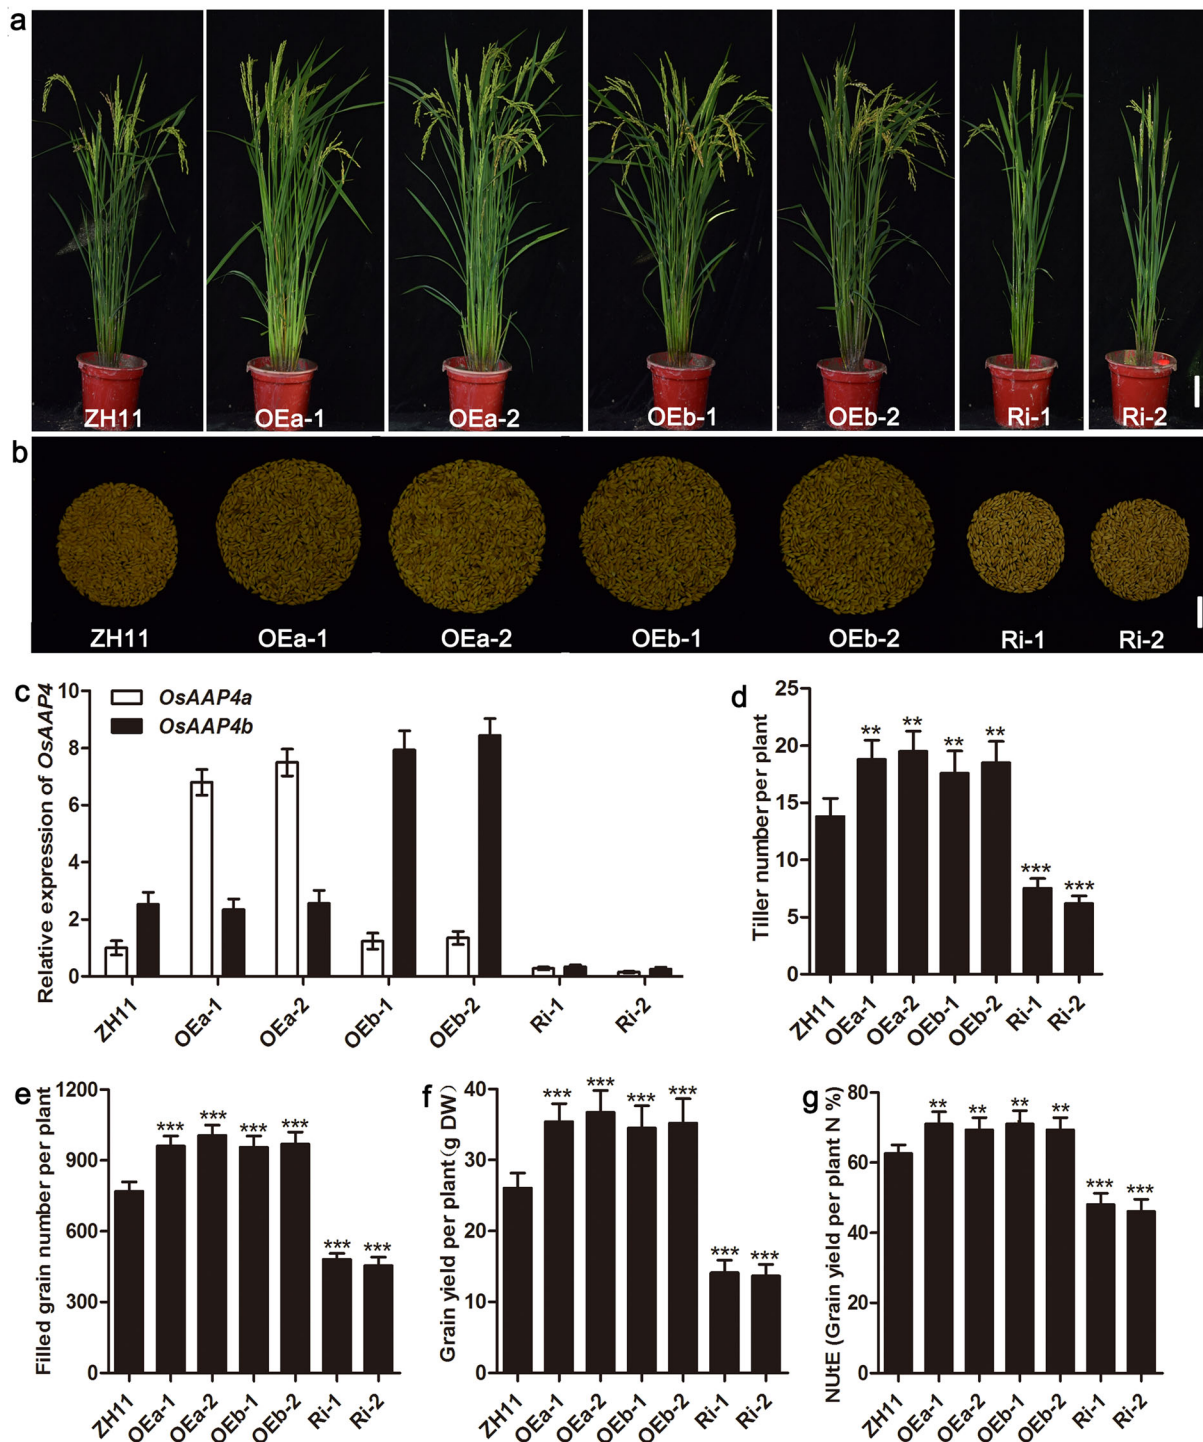 a
ZH11 OEa-1 OEa-2 OEb-1 OEb-2 Ri-1 Ri-2
b
ZH11 OEa-1 OEa-2 OEb-1 OEb-2 Ri-1 Ri-2
c
Relative expression of OsAAP4
10
8
6
4
2
0
OsAAP4a
OsAAP4b
ZH11 OEa-1 OEa-2 OEb-1 OEb-2 Ri-1 Ri-2
d
Tiller number per plant
25
20
15
10
5
0
** ** ** ** *** ***
ZH11 OEa-1 OEa-2 OEb-1 OEb-2 Ri-1 Ri-2
e
Filled grain number per plant
1200
900
600
300
0
*** *** *** *** *** ***
ZH11 OEa-1 OEa-2 OEb-1 OEb-2 Ri-1 Ri-2
f
Grain yield per plant(g DW)
40
30
20
10
0
*** *** *** *** *** ***
ZH11 OEa-1 OEa-2 OEb-1 OEb-2 Ri-1 Ri-2
g
NUtE (Grain yield per plant N %)
80
60
40
20
0
** ** ** ** *** ***
ZH11 OEa-1 OEa-2 OEb-1 OEb-2 Ri-1 Ri-2